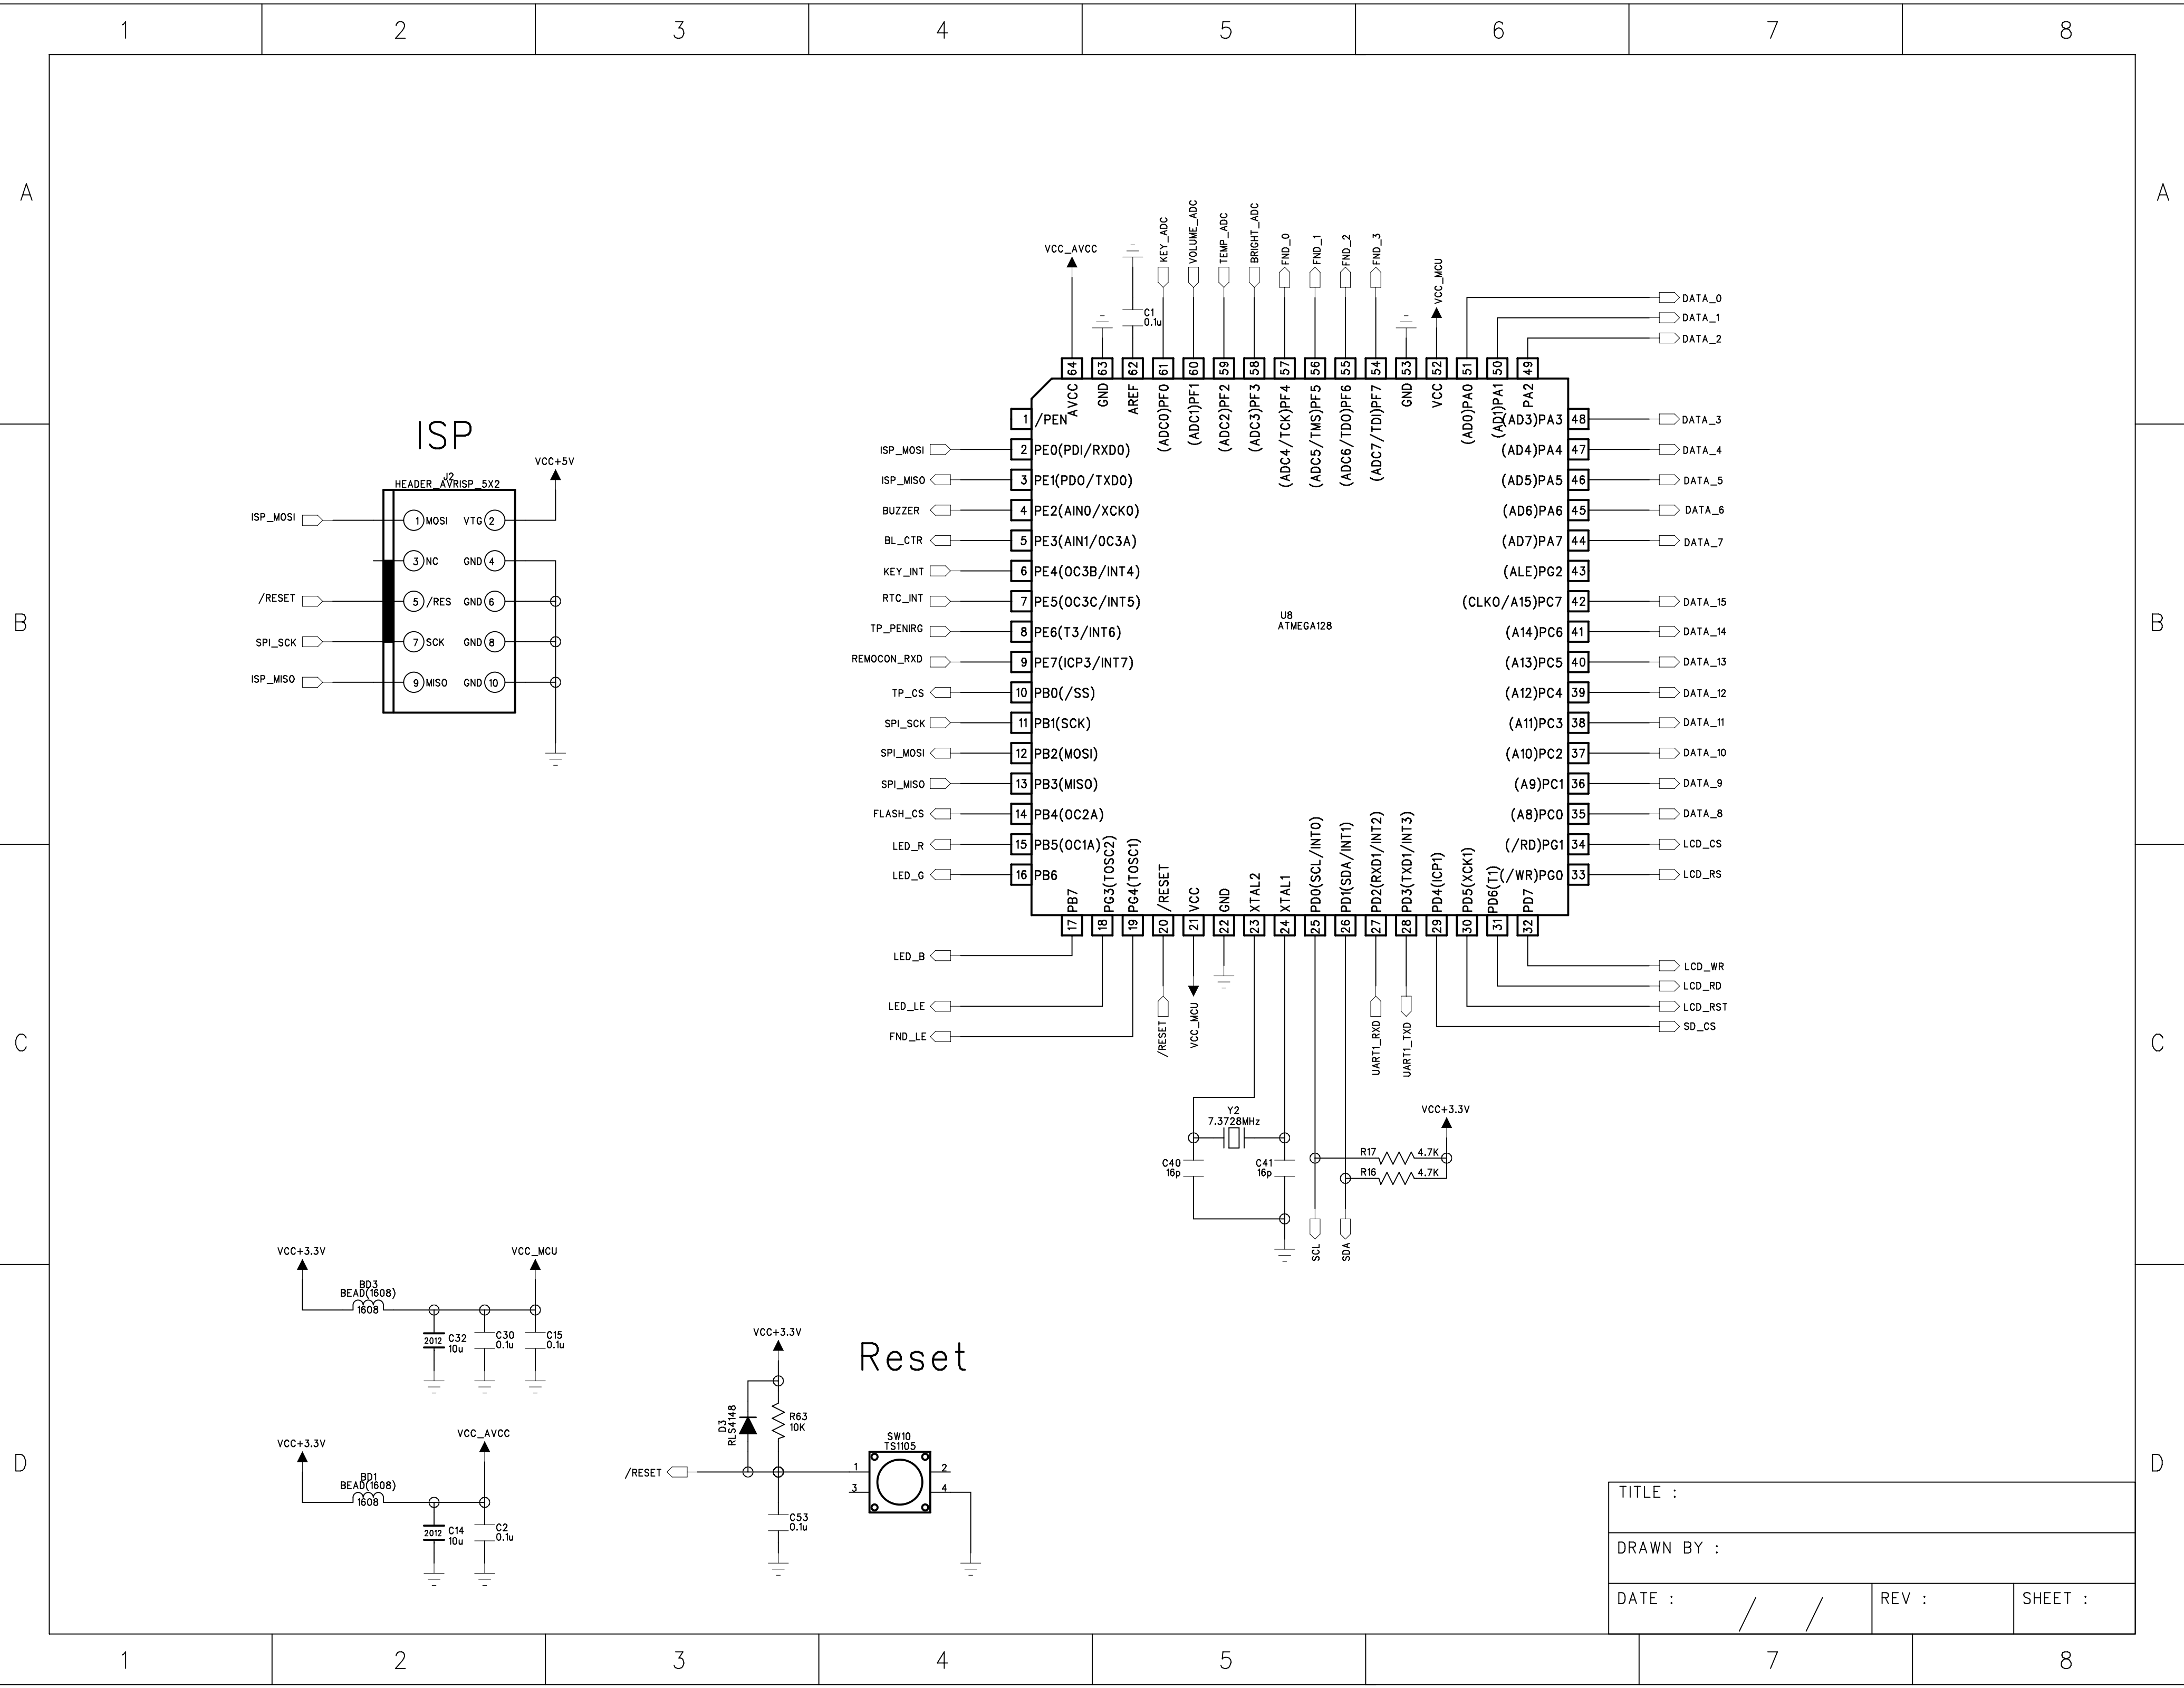 1 2 3 4 5 6 7 8
A A
B B
C C
D D
ISP
J2
HEADER_AVRISP_5X2
VCC+5V
ISP_MOSI 1 MOSI VTG 2
3 NC GND 4
/RESET 5 /RES GND 6
SPI_SCK 7 SCK GND 8
ISP_MISO 9 MISO GND 10
VCC_AVCC
C1
0.1u
KEY_ADC
VOLUME_ADC
TEMP_ADC
BRIGHT_ADC
FND_0
FND_1
FND_2
FND_3
VCC_MCU
DATA_0
DATA_1
DATA_2
64 AVCC
63 GND
62 AREF
61 (ADC0)PF0
60 (ADC1)PF1
59 (ADC2)PF2
58 (ADC3)PF3
57 (ADC4/TCK)PF4
56 (ADC5/TMS)PF5
55 (ADC6/TDO)PF6
54 (ADC7/TDI)PF7
53 GND
52 VCC
51 (AD0)PA0
50 (AD1)PA1
49 PA2
1 /PEN
ISP_MOSI 2 PE0(PDI/RXD0)
ISP_MISO 3 PE1(PDO/TXD0)
BUZZER 4 PE2(AIN0/XCK0)
BL_CTR 5 PE3(AIN1/OC3A)
KEY_INT 6 PE4(OC3B/INT4)
RTC_INT 7 PE5(OC3C/INT5)
TP_PENIRG 8 PE6(T3/INT6)
REMOCON_RXD 9 PE7(ICP3/INT7)
TP_CS 10 PB0(/SS)
SPI_SCK 11 PB1(SCK)
SPI_MOSI 12 PB2(MOSI)
SPI_MISO 13 PB3(MISO)
FLASH_CS 14 PB4(OC2A)
LED_R 15 PB5(OC1A)
LED_G 16 PB6
U8
ATMEGA128
(AD3)PA3 48 DATA_3
(AD4)PA4 47 DATA_4
(AD5)PA5 46 DATA_5
(AD6)PA6 45 DATA_6
(AD7)PA7 44 DATA_7
(ALE)PG2 43
(CLKO/A15)PC7 42 DATA_15
(A14)PC6 41 DATA_14
(A13)PC5 40 DATA_13
(A12)PC4 39 DATA_12
(A11)PC3 38 DATA_11
(A10)PC2 37 DATA_10
(A9)PC1 36 DATA_9
(A8)PC0 35 DATA_8
(/RD)PG1 34 LCD_CS
(/WR)PG0 33 LCD_RS
17 PB7
18 PG3(TOSC2)
19 PG4(TOSC1)
20 /RESET
21 VCC
22 GND
23 XTAL2
24 XTAL1
25 PD0(SCL/INT0)
26 PD1(SDA/INT1)
27 PD2(RXD1/INT2)
28 PD3(TXD1/INT3)
29 PD4(ICP1)
30 PD5(XCK1)
31 PD6(T1)
32 PD7
LED_B
LED_LE
FND_LE
/RESET
VCC_MCU
UART1_RXD
UART1_TXD
LCD_WR
LCD_RD
LCD_RST
SD_CS
Y2
7.3728MHz
C40
16p
C41
16p
VCC+3.3V
R17 4.7K
R16 4.7K
SCL
SDA
VCC+3.3V VCC_MCU
BD3
BEAD(1608)
1608
2012 C32
10u
C30
0.1u
C15
0.1u
VCC+3.3V VCC_AVCC
BD1
BEAD(1608)
1608
2012 C14
10u
C2
0.1u
Reset
VCC+3.3V
D3
RLS4148
R63
10K
/RESET
SW10
TS1105
1 2
3 4
C53
0.1u
TITLE :
DRAWN BY :
DATE : / / REV : SHEET :
1 2 3 4 5 7 8